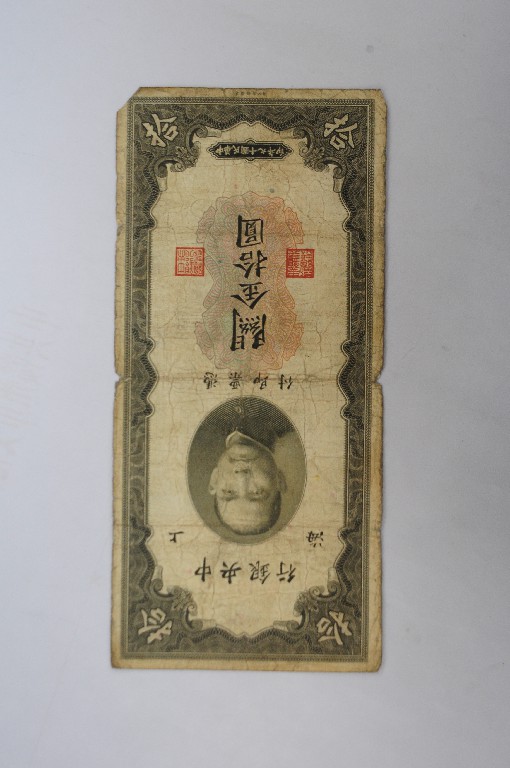 拾 拾
中央銀行
上海
憑票即付
關金拾圓
中華民國十九年印
拾 拾